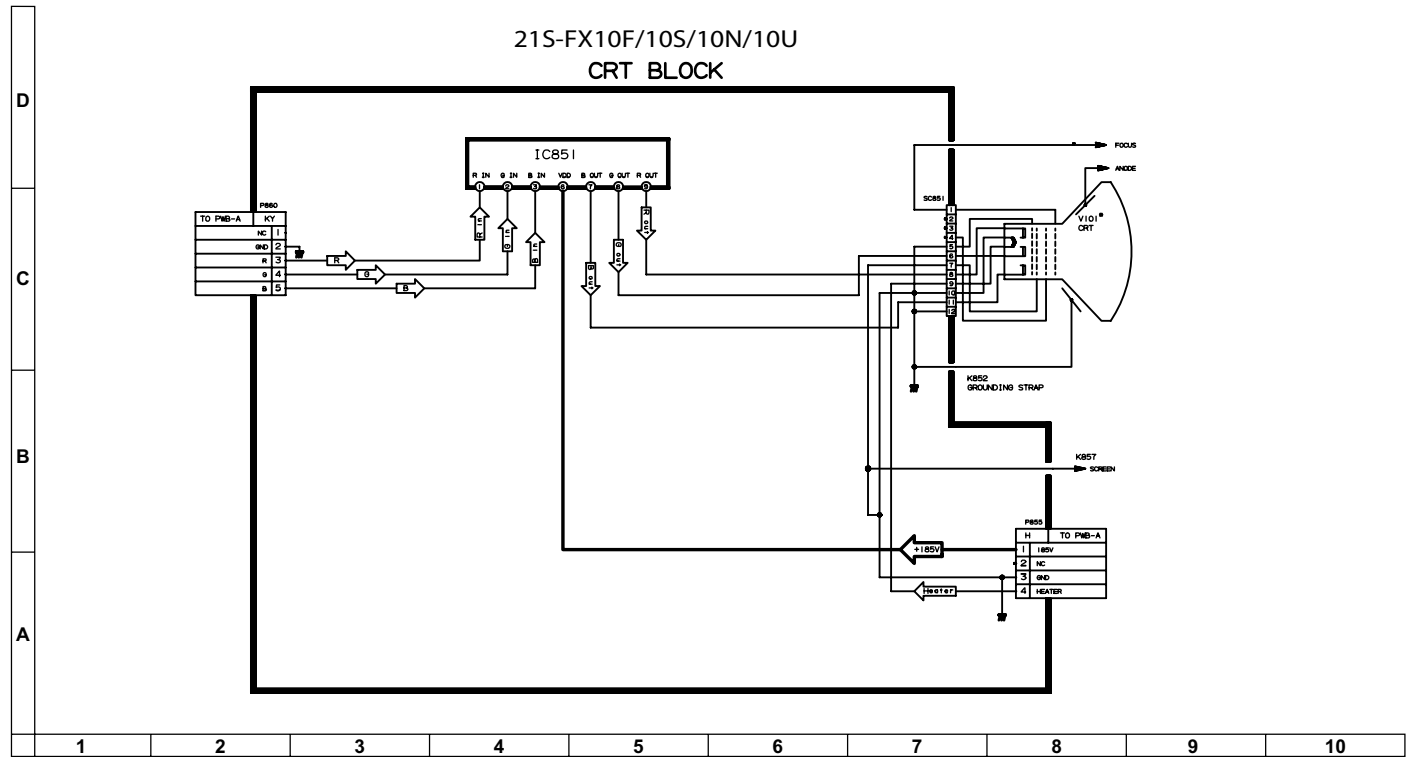 21S-FX10F/10S/10N/10U
CRT BLOCK
D
C
B
A
IC851
R IN G IN B IN VDD B OUT G OUT R OUT
1 2 3 6 7 8 9
R in
G in
B in
B out
G out
R out
P860
TO PWB-A KY
NC 1
GND 2
R 3
G 4
B 5
R
G
B
FOCUS
ANODE
SC851
1
2
3
4
5
6
7
8
9
10
11
12
V101*
CRT
K852
GROUNDING STRAP
K857
SCREEN
P855
H TO PWB-A
1 185V
2 NC
3 GND
4 HEATER
+185V
Heater
1 2 3 4 5 6 7 8 9 10